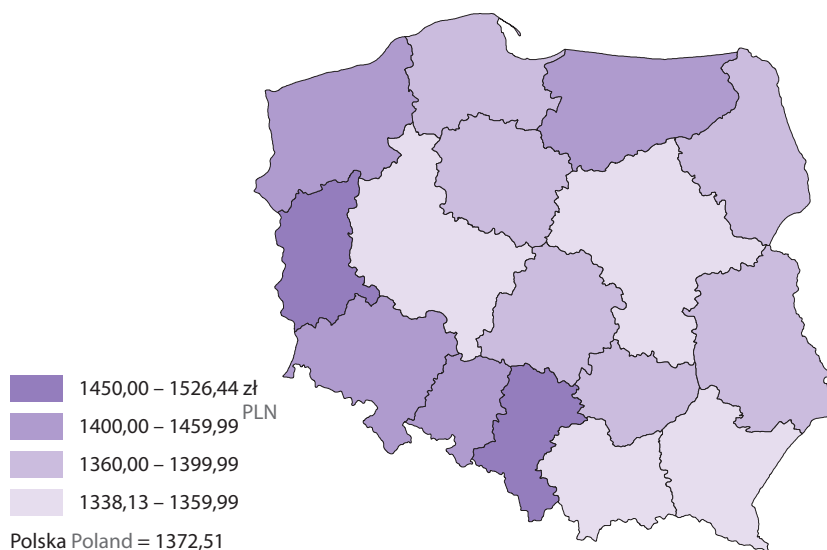 1450,00 – 1526,44 zł
PLN
1400,00 – 1459,99
1360,00 – 1399,99
1338,13 – 1359,99
Polska Poland = 1372,51